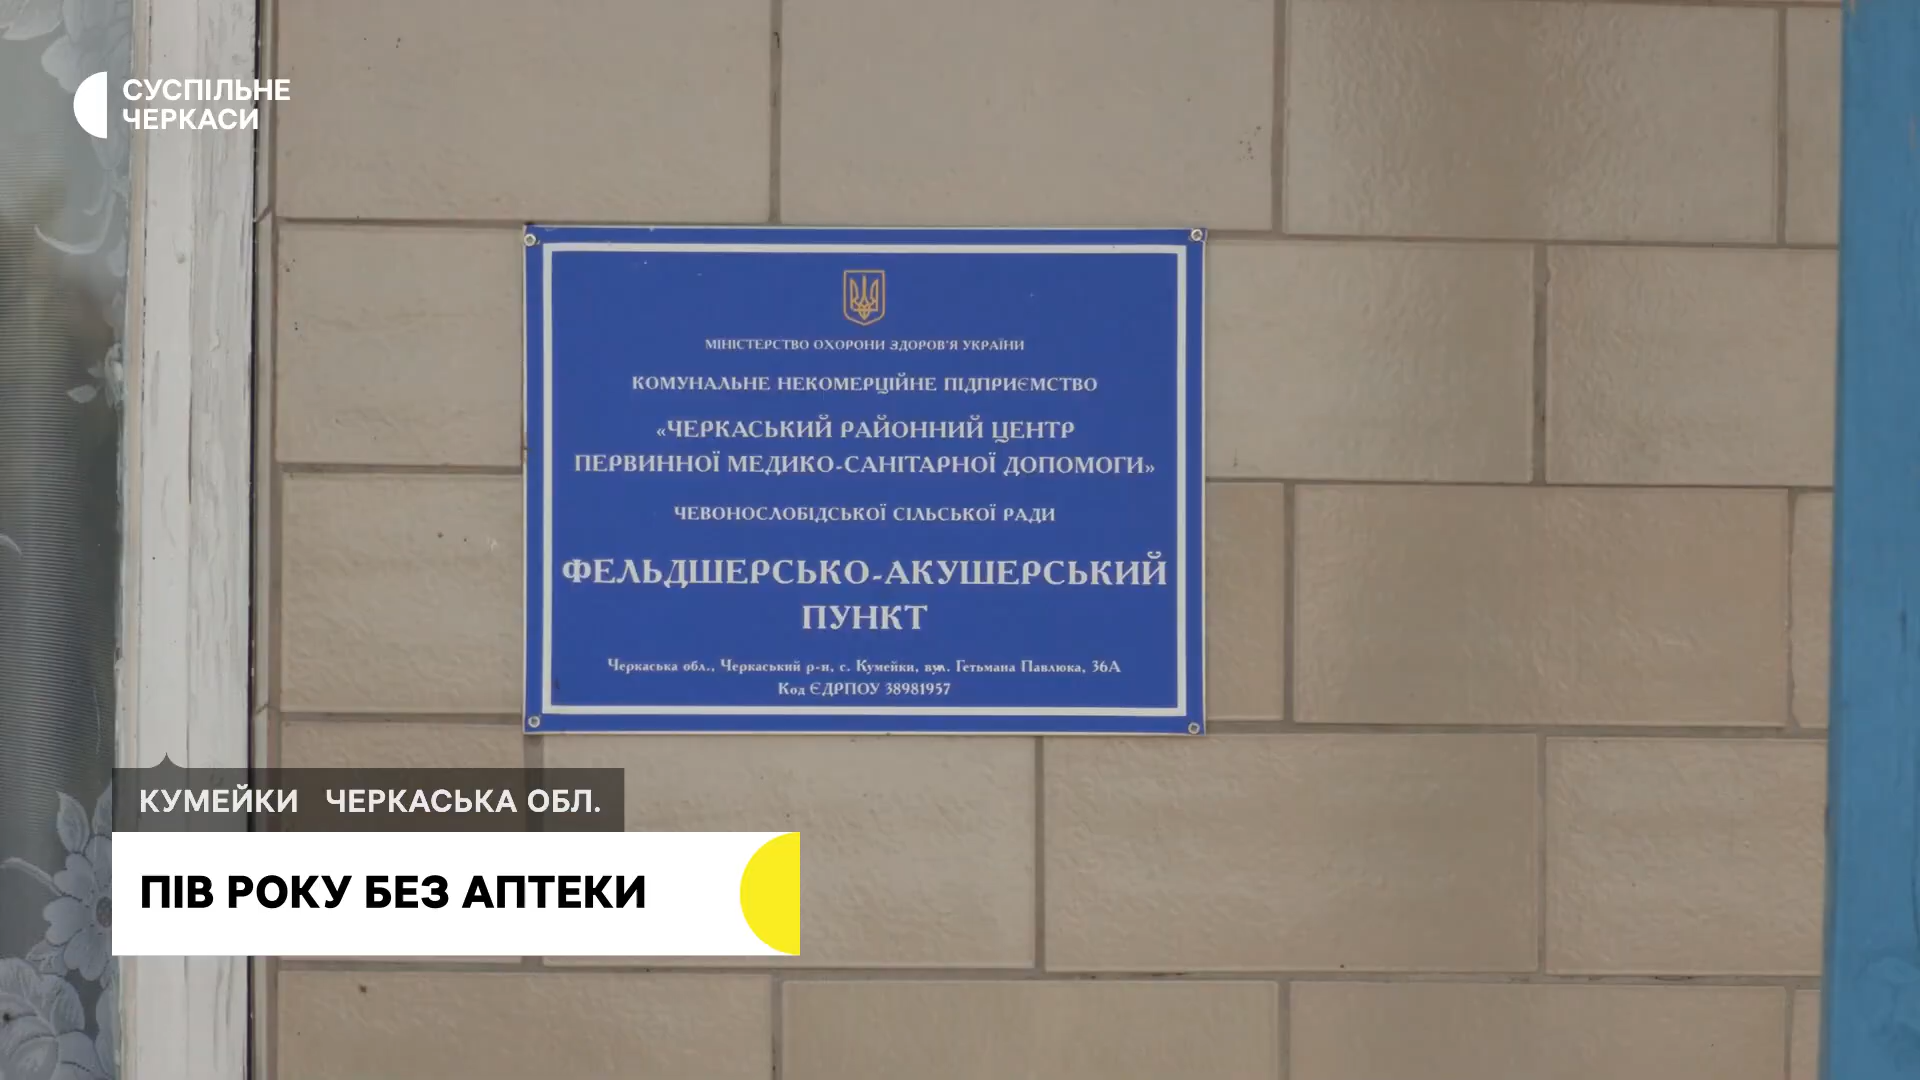 СУСПІЛЬНЕ
ЧЕРКАСИ
МІНІСТЕРСТВО ОХОРОНИ ЗДОРОВ'Я УКРАЇНИ
КОМУНАЛЬНЕ НЕКОМЕРЦІЙНЕ ПІДПРИЄМСТВО
«ЧЕРКАСЬКИЙ РАЙОННИЙ ЦЕНТР
ПЕРВИННОЇ МЕДИКО-САНІТАРНОЇ ДОПОМОГИ»
ЧЕВОНОСЛОБІДСЬКОЇ СІЛЬСЬКОЇ РАДИ
ФЕЛЬДШЕРСЬКО-АКУШЕРСЬКИЙ
ПУНКТ
Черкаська обл., Черкаський р-н, с. Кумейки, вул. Гетьмана Павлюка, 36А
Код ЄДРПОУ 38981957
КУМЕЙКИ ЧЕРКАСЬКА ОБЛ.
ПІВ РОКУ БЕЗ АПТЕКИ